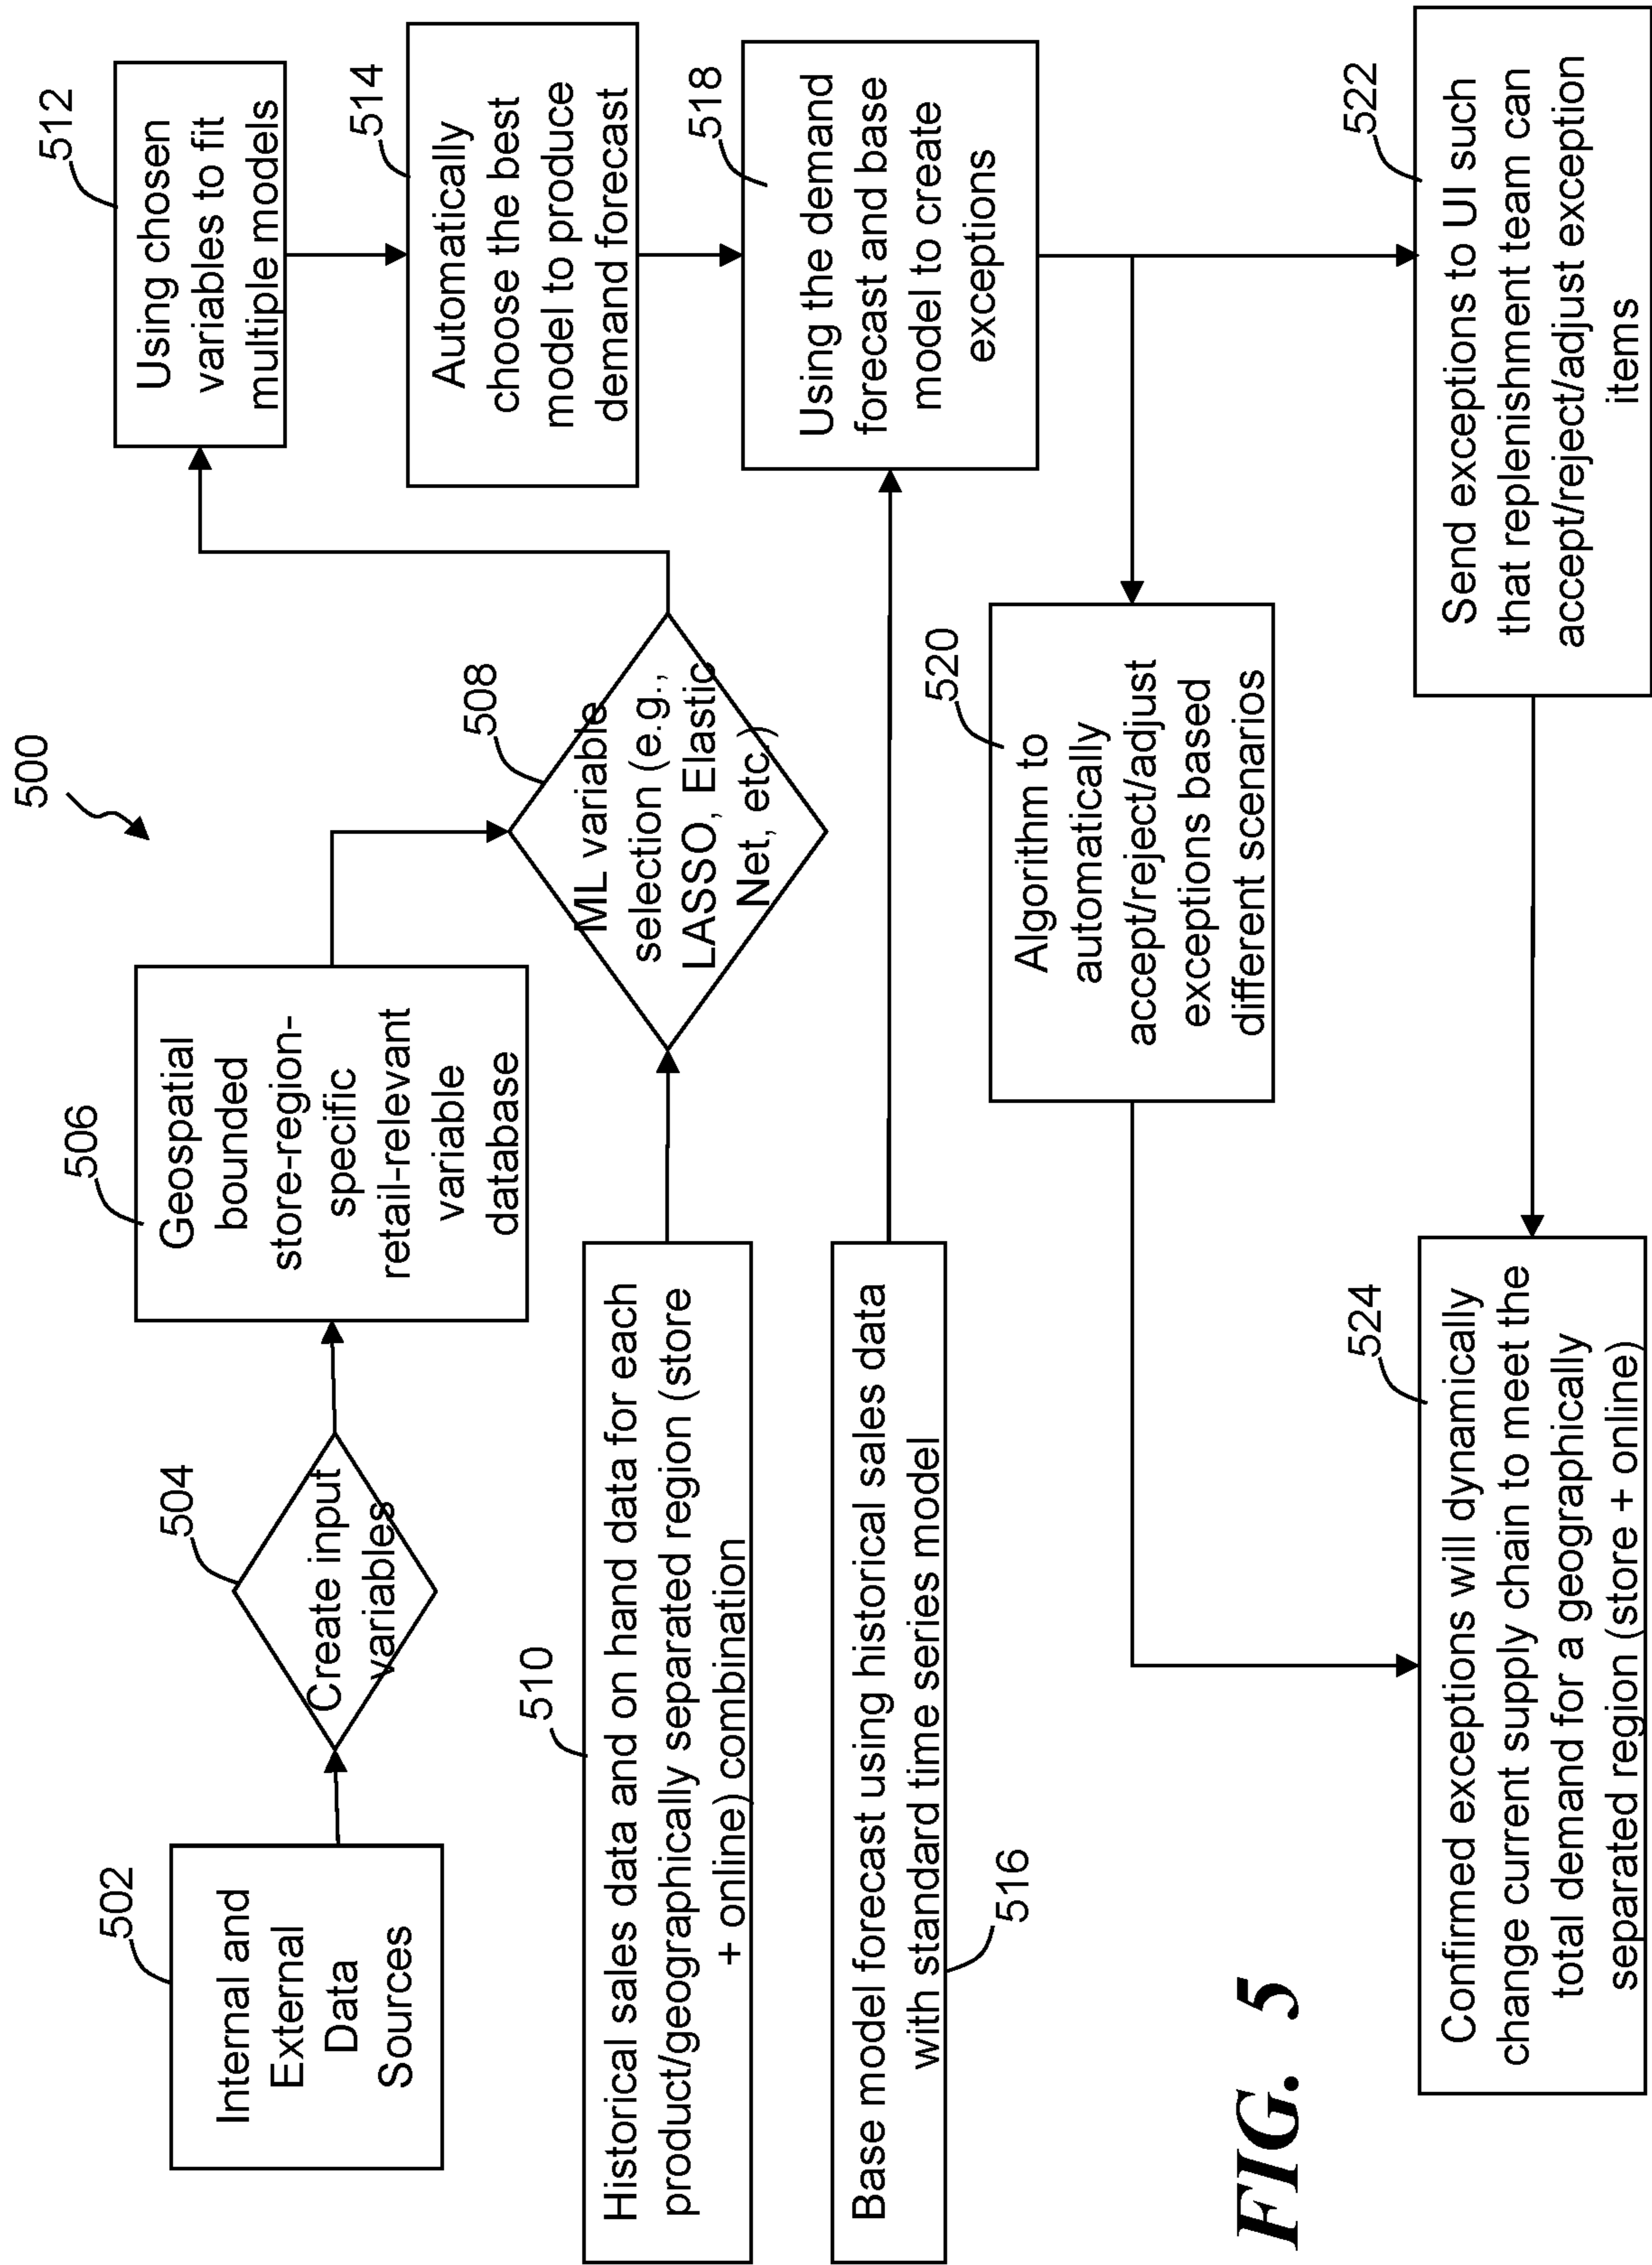 500
502
Internal and
External
Data
Sources
504
Create input
variables
506
Geospatial
bounded
store-region-
specific
retail-relevant
variable
database
508
ML variable
selection (e.g.,
LASSO, Elastic
Net, etc.)
510
Historical sales data and on hand data for each
product/geographically separated region (store
+ online) combination
512
Using chosen
variables to fit
multiple models
514
Automatically
choose the best
model to produce
demand forecast
516
Base model forecast using historical sales data
with standard time series model
518
Using the demand
forecast and base
model to create
exceptions
520
Algorithm to
automatically
accept/reject/adjust
exceptions based
different scenarios
522
Send exceptions to UI such
that replenishment team can
accept/reject/adjust exception
items
524
Confirmed exceptions will dynamically
change current supply chain to meet the
total demand for a geographically
separated region (store + online)
FIG. 5